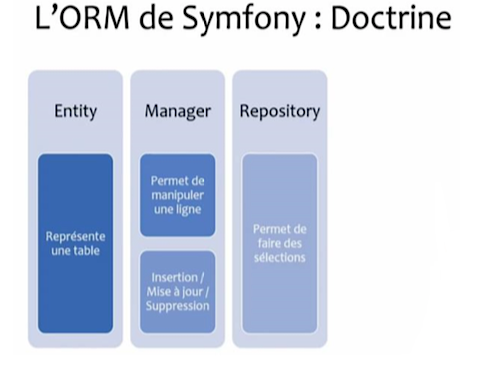 L'ORM de Symfony : Doctrine
Entity
Représente
une table
Manager
Permet de
manipuler
une ligne
Insertion /
Mise à jour /
Suppression
Repository
Permet de
faire des
sélections